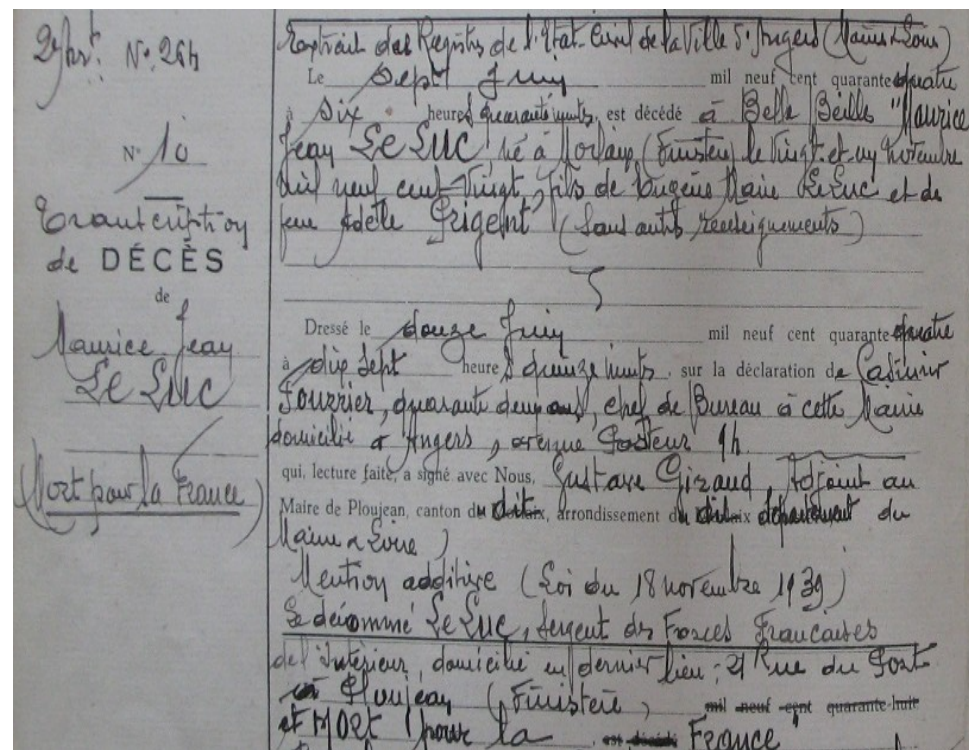 N° 264
N° 10
Transcription
de DÉCÈS
de
Maurice Jean
LE LUC
(Mort pour la France)
Extrait des Registres de l'Etat-Civil de la Ville d'Angers (Maine & Loire)
Le sept Juin mil neuf cent quarante quatre
à six heures quarante minutes, est décédé à Belle Beille "Maurice
Jean LE LUC" né à Morlaix (Finistère) le vingt-et-un novembre
mil neuf cent-vingt, fils de Eugène Marie LE LUC et de
feue Adèle Prigent (Sans autres renseignements)
Dressé le douze Juin mil neuf cent quarante quatre
à dix sept heures quinze minutes, sur la déclaration de Casimir
Fourrier, quarante deux ans, chef de Bureau à cette Mairie
domicilié à Angers, avenue Pasteur
qui, lecture faite, a signé avec Nous, Gustave Giraud, Adjoint au
Maire de Ploujean, canton du dit, arrondissement du dit département du
Maine & Loire)
Mention additive (Loi du 18 novembre 1939)
Le dénommé LE LUC, Sergent des Forces Françaises
de l'Intérieur, domicilié en dernier lieu: 21 Rue du Port
Ploujean (Finistère) mil neuf cent quarante-huit
et Mort pour la est décédé France